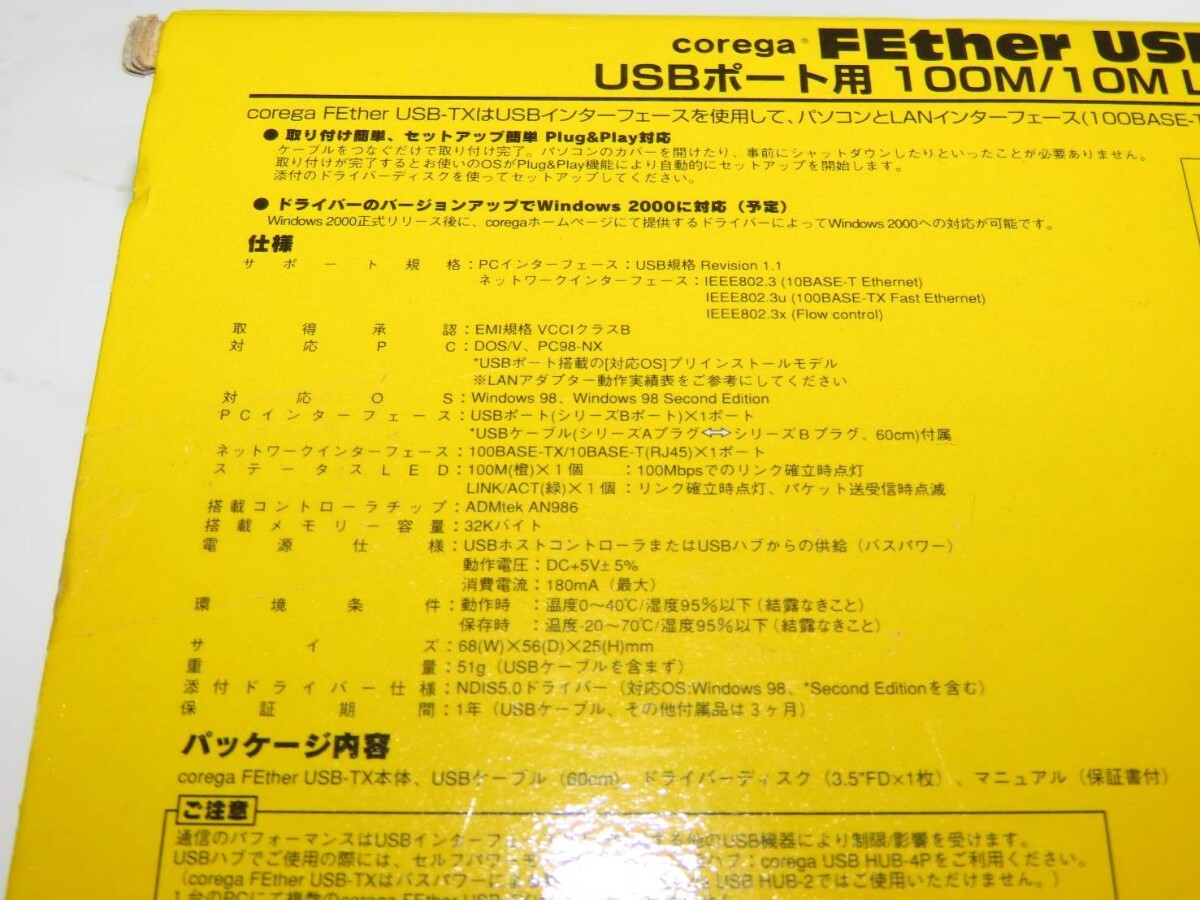 corega® FEther US
USBポート用 100M/10M L
corega FEther USB-TXはUSBインターフェースを使用して、パソコンとLANインターフェース(100BASE-T
● 取り付け簡単、セットアップ簡単 Plug&Play対応
ケーブルをつなぐだけで取り付け完了。パソコンのカバーを開けたり、事前にシャットダウンしたりといったことが必要ありません。
取り付けが完了するとお使いのOSがPlug&Play機能により自動的にセットアップを開始します。
添付のドライバーディスクを使ってセットアップしてください。
● ドライバーのバージョンアップでWindows 2000に対応（予定）
Windows 2000正式リリース後に、coregaホームページにて提供するドライバーによってWindows 2000への対応が可能です。
仕様
サポート規格：PCインターフェース：USB規格 Revision 1.1
ネットワークインターフェース：IEEE802.3 (10BASE-T Ethernet)
IEEE802.3u (100BASE-TX Fast Ethernet)
IEEE802.3x (Flow control)
取得承認：EMI規格 VCCIクラスB
対応PC：DOS/V、PC98-NX
*USBポート搭載の[対応OS]プリインストールモデル
※LANアダプター動作実績表をご参考にしてください
対応OS：Windows 98、Windows 98 Second Edition
PCインターフェース：USBポート(シリーズBポート)×1ポート
*USBケーブル(シリーズAプラグ⇔シリーズBプラグ、60cm)付属
ネットワークインターフェース：100BASE-TX/10BASE-T(RJ45)×1ポート
ステータスLED：100M(橙)×1個 ：100Mbpsでのリンク確立時点灯
LINK/ACT(緑)×1個：リンク確立時点灯、パケット送受信時点滅
搭載コントローラチップ：ADMtek AN986
搭載メモリー容量：32Kバイト
電源仕様：USBホストコントローラまたはUSBハブからの供給（バスパワー）
動作電圧：DC+5V±5%
消費電流：180mA（最大）
環境条件：動作時 ：温度0～40℃/湿度95%以下（結露なきこと）
保存時 ：温度-20～70℃/湿度95%以下（結露なきこと）
サイズ：68(W)×56(D)×25(H)mm
重量：51g（USBケーブルを含まず）
添付ドライバー仕様：NDIS5.0ドライバー（対応OS:Windows 98、*Second Editionを含む）
保証期間：1年（USBケーブル、その他付属品は3ヶ月）
パッケージ内容
corega FEther USB-TX本体、USBケーブル（60cm）、ドライバーディスク（3.5"FD×1枚）、マニュアル（保証書付）
ご注意
通信のパフォーマンスはUSBインターフェ る他のUSB機器により制限/影響を受けます。
USBハブでご使用の際には、セルフパワーモ ハブ：corega USB HUB-4Pをご利用ください。
（corega FEther USB-TXはバスパワーによ USB HUB-2ではご使用いただけません。）
1台のPCにて複数のcorega FEther USB